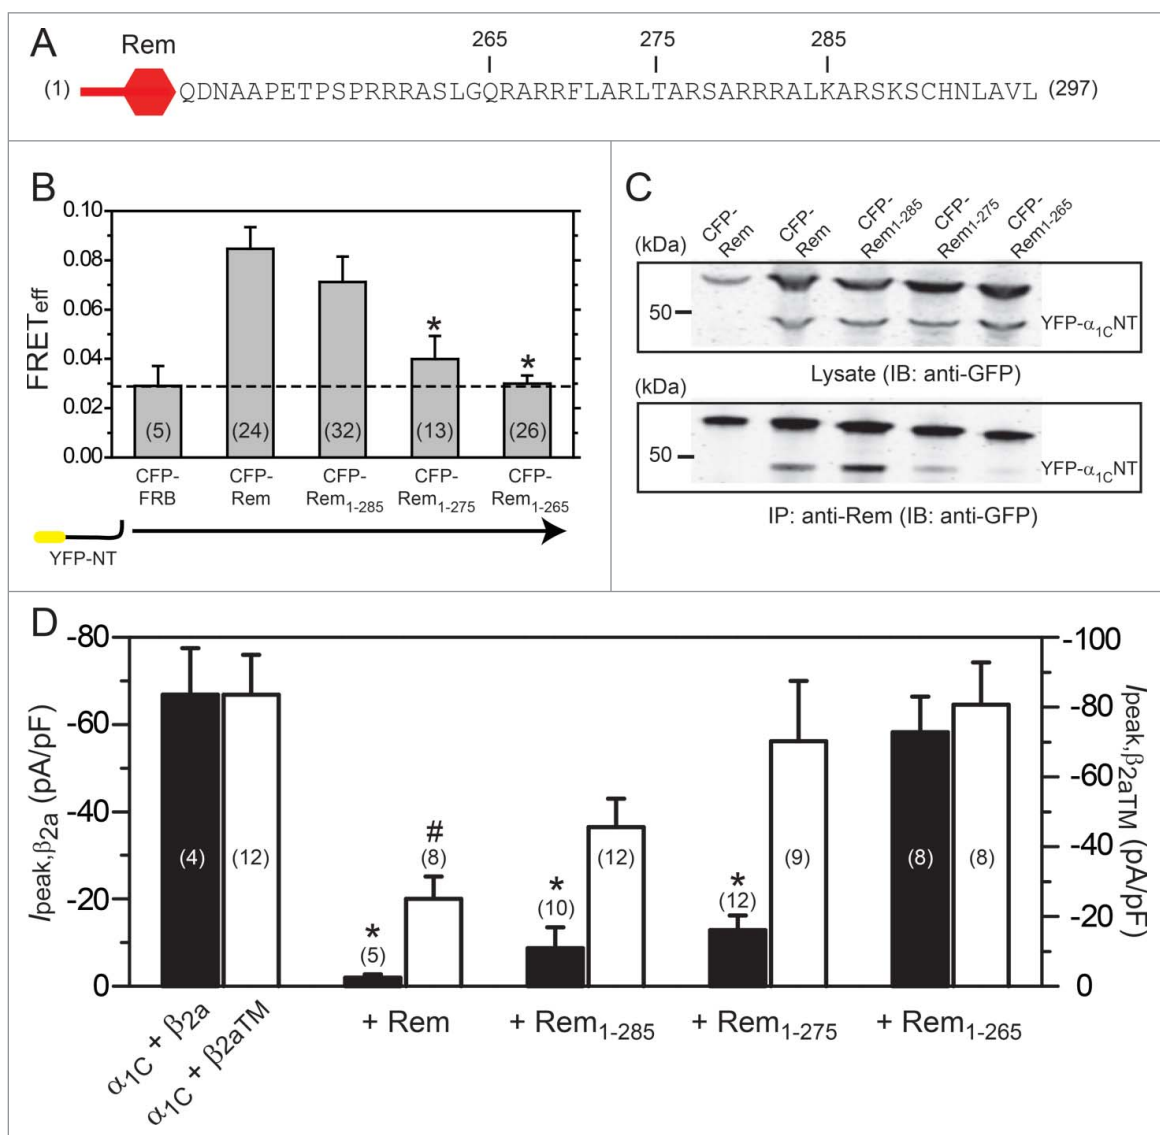 A
Rem
265 275 285
(1) QDNAAPETPSPRRRASLGQRARRFLARLTARSARRRALKARSKSCHNLAVL (297)
B
FRETeff
0.10
0.08
0.06
0.04
0.02
0.00
* *
(5) (24) (32) (13) (26)
CFP-FRB
CFP-Rem
CFP-Rem1-285
CFP-Rem1-275
CFP-Rem1-265
YFP-NT
C
(kDa)
CFP-Rem
CFP-Rem
CFP-Rem1-285
CFP-Rem1-275
CFP-Rem1-265
50
YFP-α1CNT
Lysate (IB: anti-GFP)
(kDa)
50
YFP-α1CNT
IP: anti-Rem (IB: anti-GFP)
D
Ipeak,β2a (pA/pF)
-80
-60
-40
-20
0
(4) (12)
* (5)
# (8)
* (10)
(12)
* (12)
(9)
(8) (8)
-100
-80
-60
-40
-20
0
Ipeak,β2aTM (pA/pF)
α1C + β2a
α1C + β2aTM
+ Rem
+ Rem1-285
+ Rem1-275
+ Rem1-265